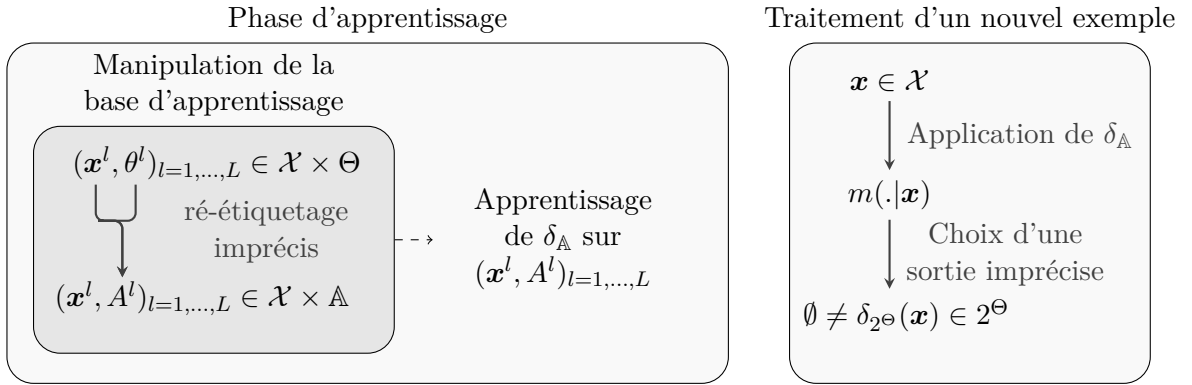 Phase d'apprentissage
Manipulation de la
base d'apprentissage
(𝒙^l, θ^l)_{l=1,...,L} ∈ 𝒳 × Θ
ré-étiquetage
imprécis
(𝒙^l, A^l)_{l=1,...,L} ∈ 𝒳 × 𝔸
Apprentissage
de δ_𝔸 sur
(𝒙^l, A^l)_{l=1,...,L}
Traitement d'un nouvel exemple
𝒙 ∈ 𝒳
Application de δ_𝔸
m(.|𝒙)
Choix d'une
sortie imprécise
∅ ≠ δ_{2^Θ}(𝒙) ∈ 2^Θ